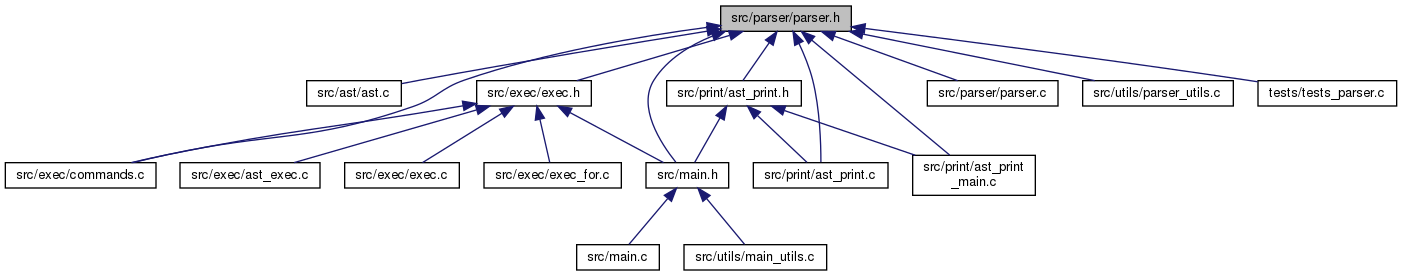 src/parser/parser.h
src/ast/ast.c
src/exec/exec.h
src/print/ast_print.h
src/parser/parser.c
src/utils/parser_utils.c
tests/tests_parser.c
src/exec/commands.c
src/exec/ast_exec.c
src/exec/exec.c
src/exec/exec_for.c
src/main.h
src/print/ast_print.c
src/print/ast_print
_main.c
src/main.c
src/utils/main_utils.c